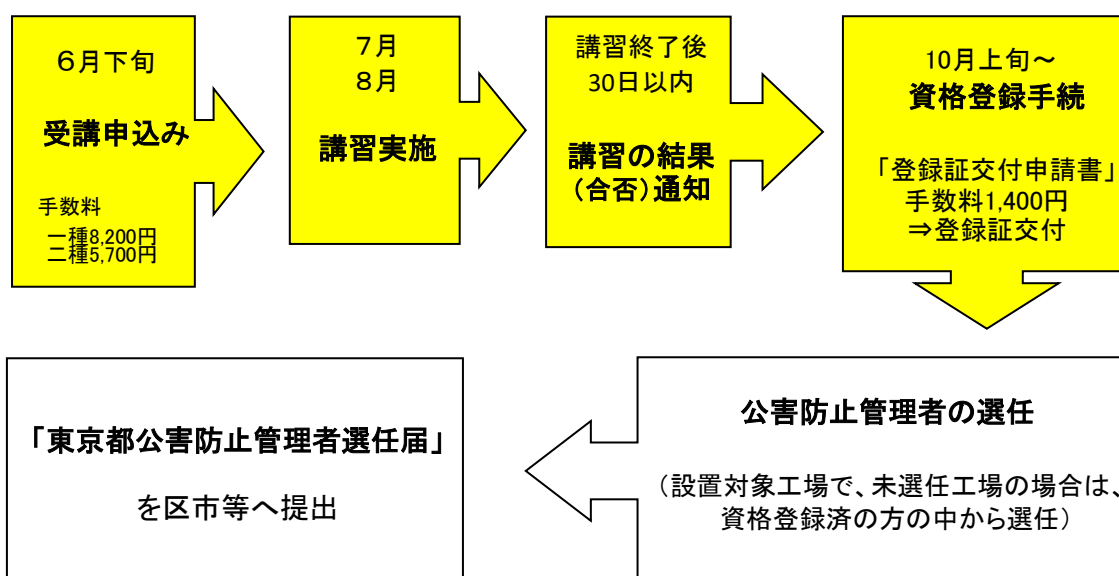 ６月下旬
受講申込み
手数料
一種8,200円
二種5,700円
７月
８月
講習実施
講習終了後
30日以内
講習の結果
（合否）通知
10月上旬～
資格登録手続
「登録証交付申請書」
手数料1,400円
⇒登録証交付
公害防止管理者の選任
（設置対象工場で、未選任工場の場合は、
資格登録済の方の中から選任）
「東京都公害防止管理者選任届」
を区市等へ提出